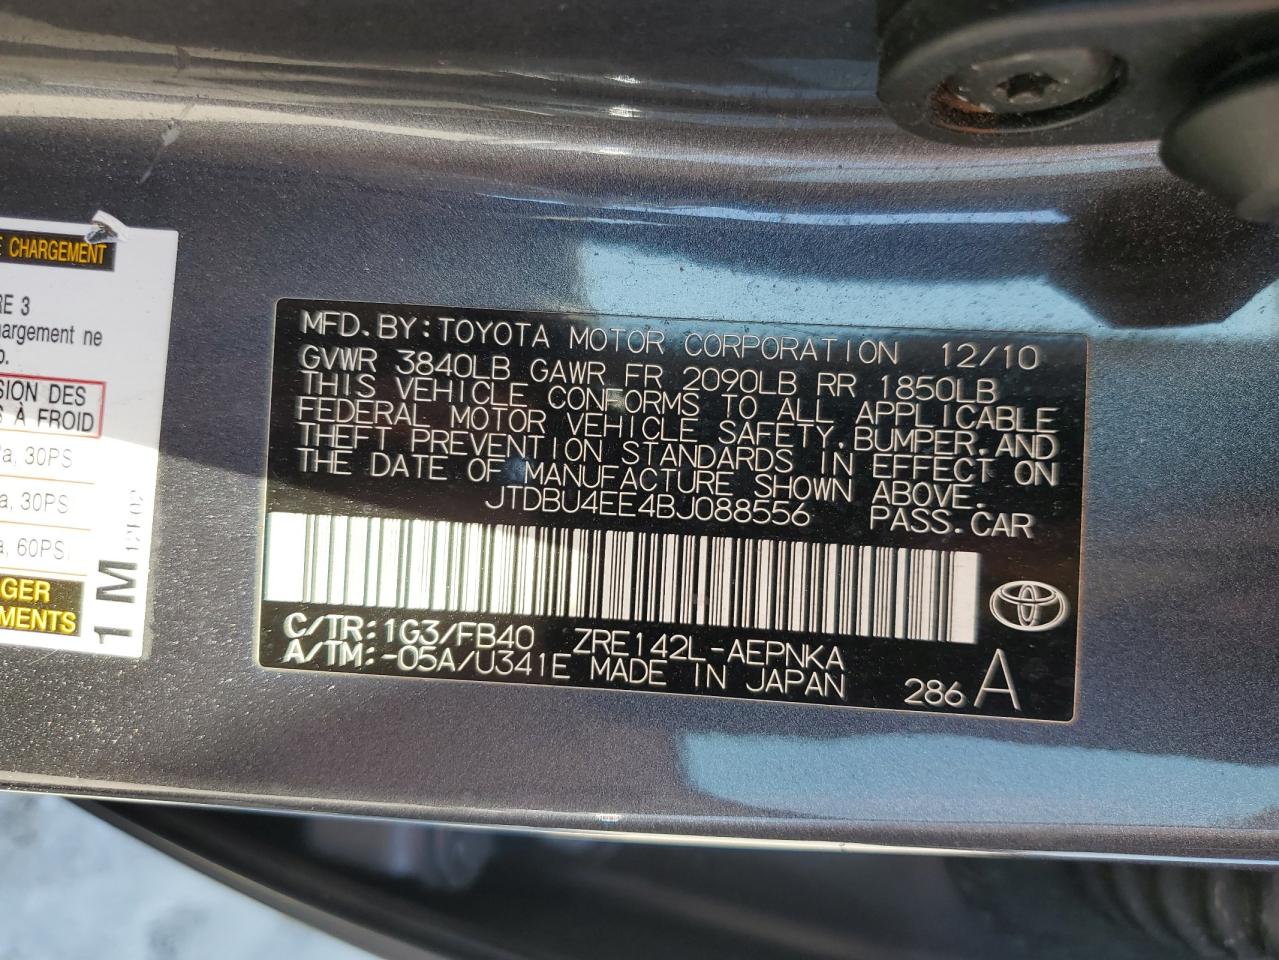 E CHARGEMENT
RE 3
hargement ne
SION DES
S À FROID
a, 30PS
a, 30PS
a, 60PS
GER
MENTS
1 M
MFD.BY:TOYOTA MOTOR CORPORATION 12/10
GVWR 3840LB GAWR FR 2090LB RR 1850LB
THIS VEHICLE CONFORMS TO ALL APPLICABLE
FEDERAL MOTOR VEHICLE SAFETY,BUMPER,AND
THEFT PREVENTION STANDARDS IN EFFECT ON
THE DATE OF MANUFACTURE SHOWN ABOVE.
JTDBU4EE4BJ088556 PASS.CAR
C/TR:1G3/FB40 ZRE142L-AEPNKA
A/TM:-05A/U341E MADE IN JAPAN 286 A